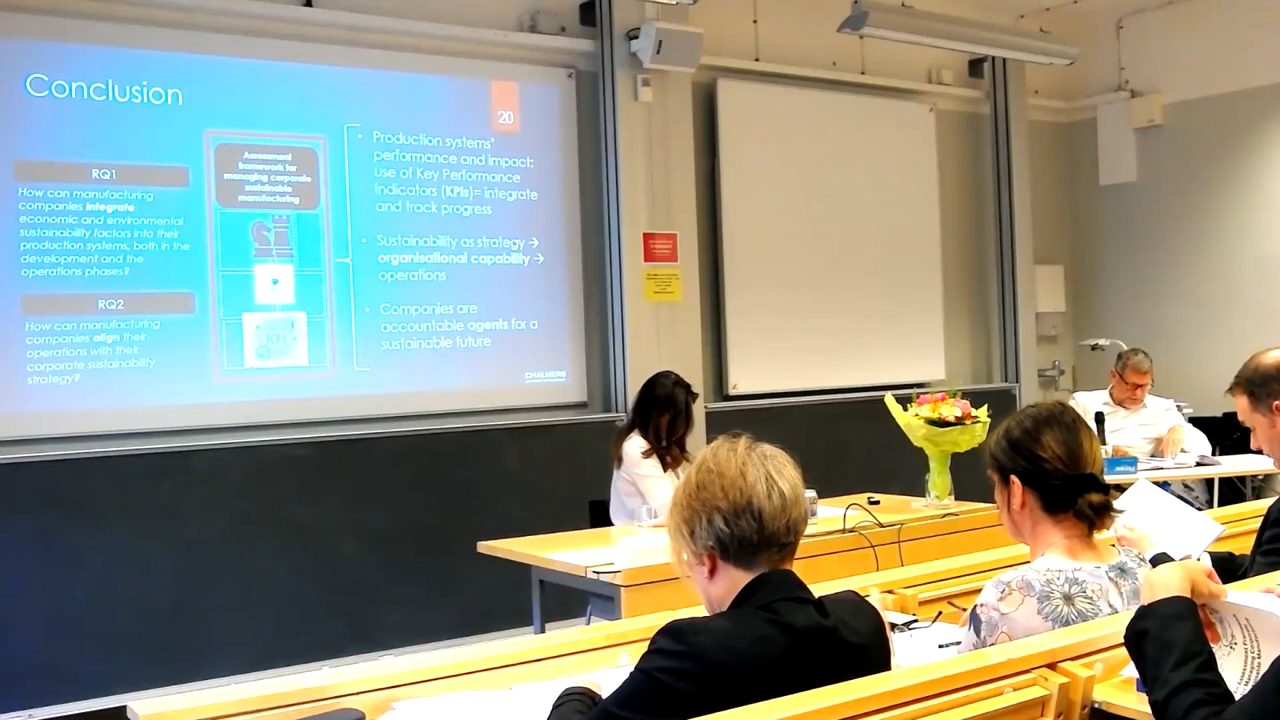 Conclusion
20
RQ1
How can manufacturing
companies integrate
economic and environmental
sustainability factors into their
production systems, both in the
development and the
operations phases?
RQ2
How can manufacturing
companies align their
operations with their
corporate sustainability
strategy?
Assessment
framework for
managing corporate
sustainable
manufacturing
• Production systems'
performance and impact:
use of Key Performance
Indicators (KPIs)= integrate
and track progress
• Sustainability as strategy →
organisational capability →
operations
• Companies are
accountable agents for a
sustainable future
CHALMERS